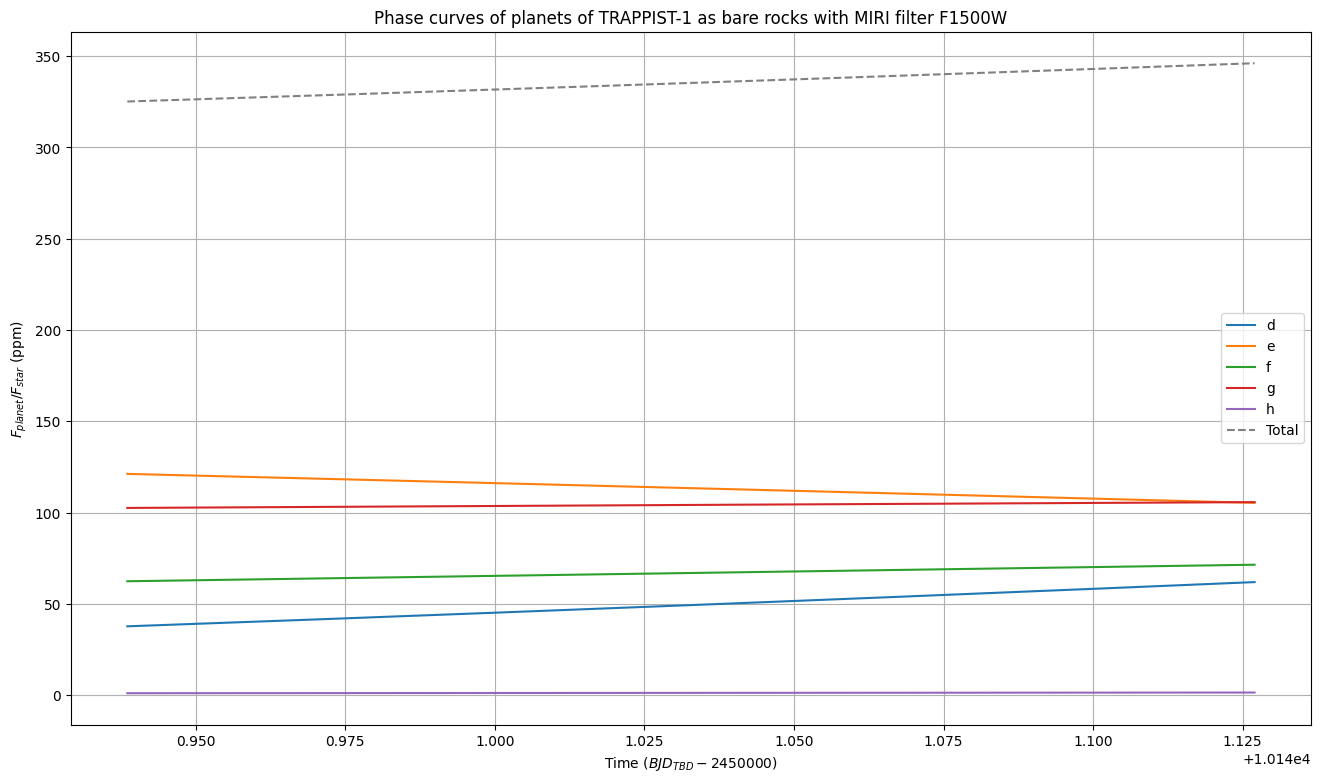 Phase curves of planets of TRAPPIST-1 as bare rocks with MIRI filter F1500W
350
300
250
200
150
100
50
0
F_planet/F_star (ppm)
d
e
f
g
h
Total
0.950 0.975 1.000 1.025 1.050 1.075 1.100 1.125
+1.014e4
Time (BJD_TBD − 2450000)